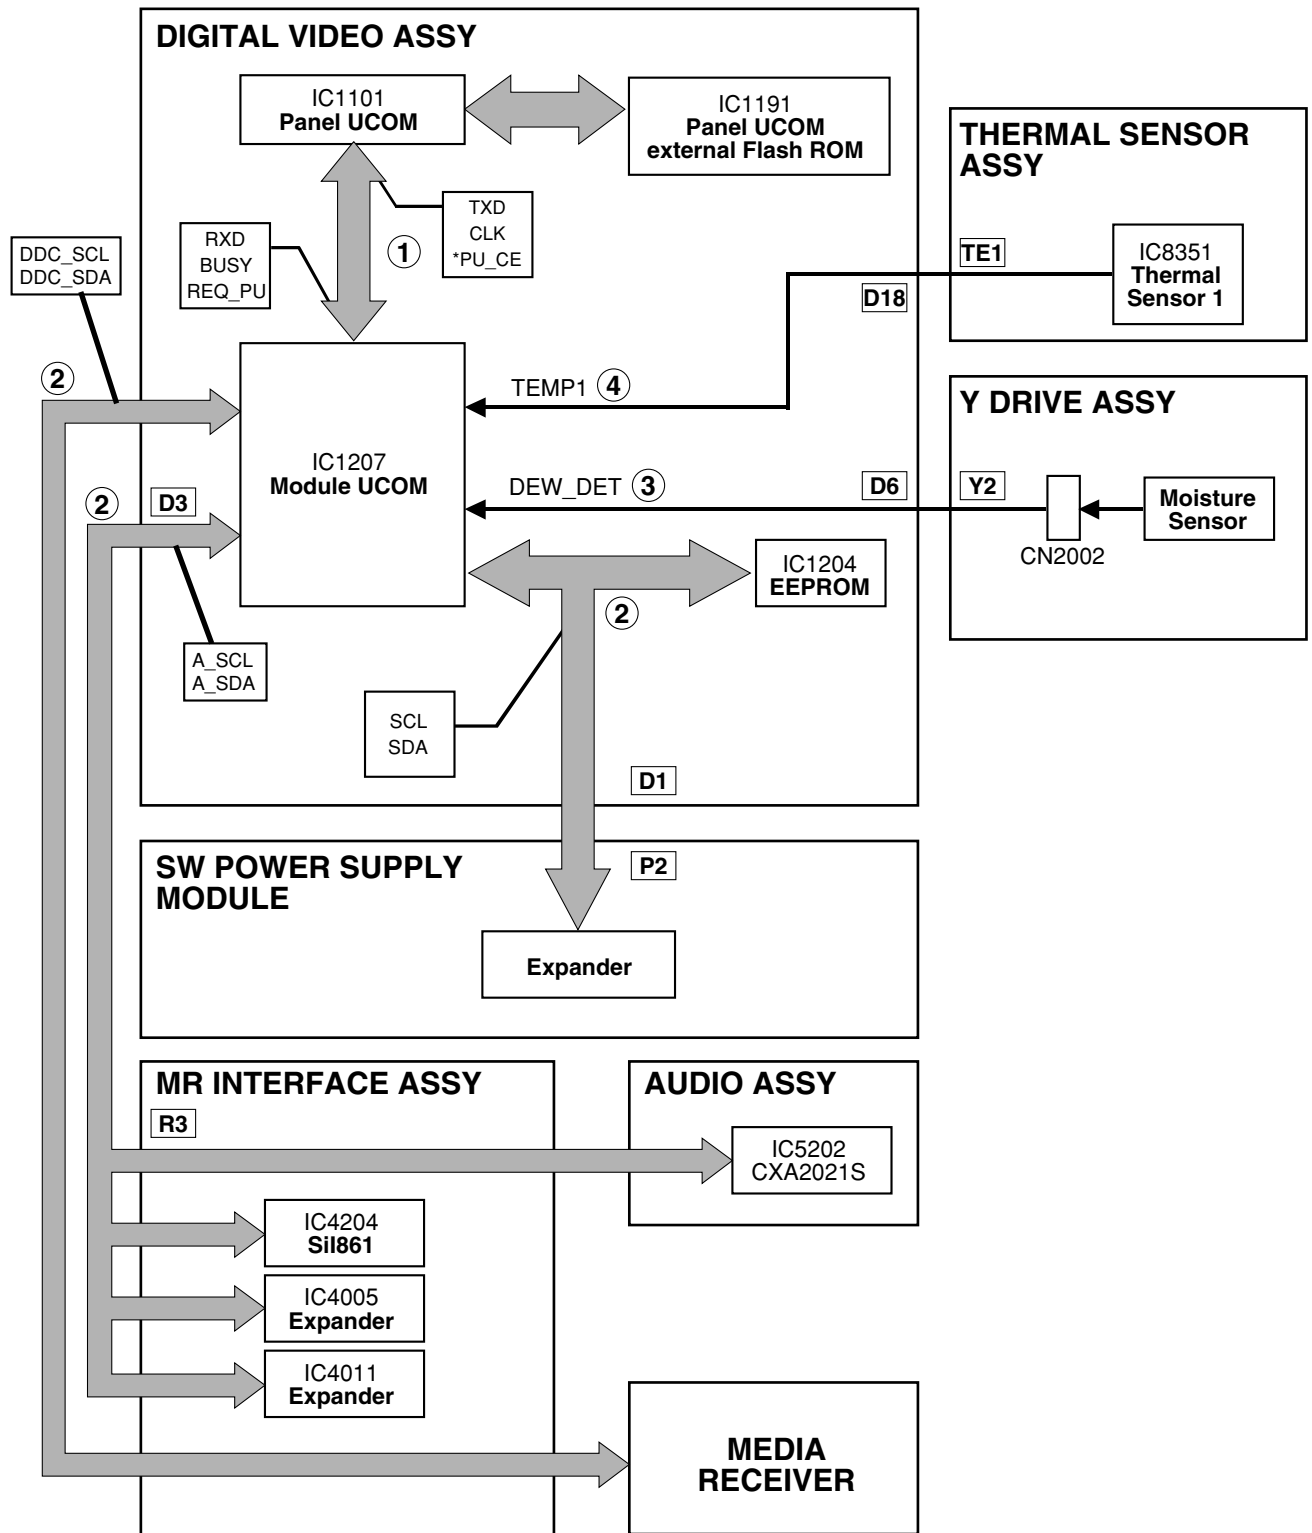 DIGITAL VIDEO ASSY
IC1101
Panel UCOM
IC1191
Panel UCOM
external Flash ROM
THERMAL SENSOR
ASSY
TXD
CLK
*PU_CE
RXD
BUSY
REQ_PU
1
DDC_SCL
DDC_SDA
TE1
IC8351
Thermal
Sensor 1
D18
2
TEMP1 4
Y DRIVE ASSY
IC1207
Module UCOM
2
D3
DEW_DET 3
D6
Y2
Moisture
Sensor
CN2002
IC1204
EEPROM
2
A_SCL
A_SDA
SCL
SDA
D1
SW POWER SUPPLY
MODULE
P2
Expander
MR INTERFACE ASSY
R3
AUDIO ASSY
IC5202
CXA2021S
IC4204
SiI861
IC4005
Expander
IC4011
Expander
MEDIA
RECEIVER